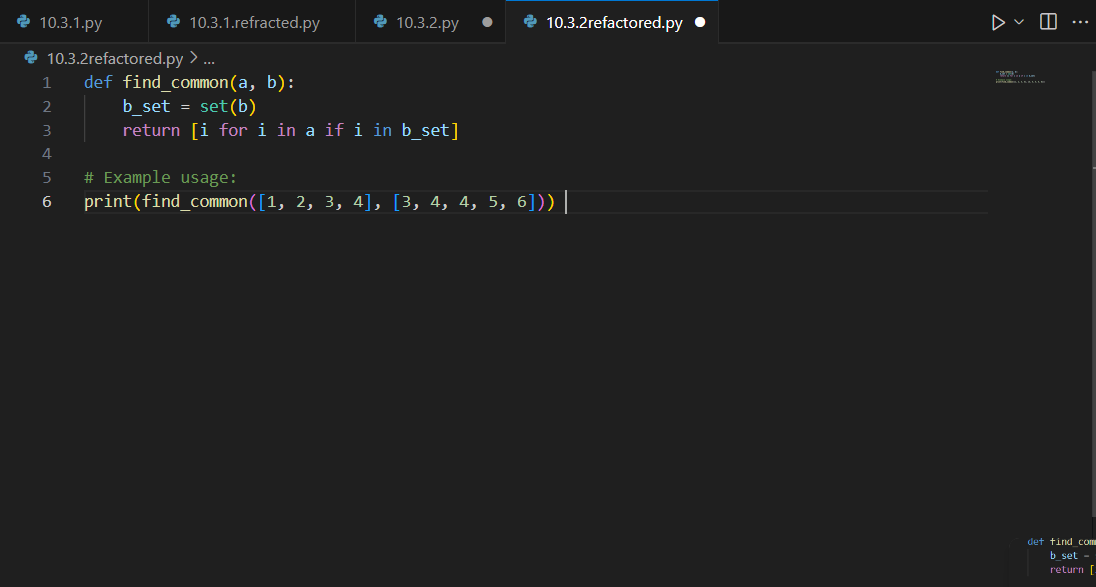 10.3.1.py 10.3.1.refracted.py 10.3.2.py 10.3.2refactored.py
10.3.2refactored.py > ...
1 def find_common(a, b):
2     b_set = set(b)
3     return [i for i in a if i in b_set]
4
5 # Example usage:
6 print(find_common([1, 2, 3, 4], [3, 4, 4, 5, 6]))
def find_com
b_set =
return [